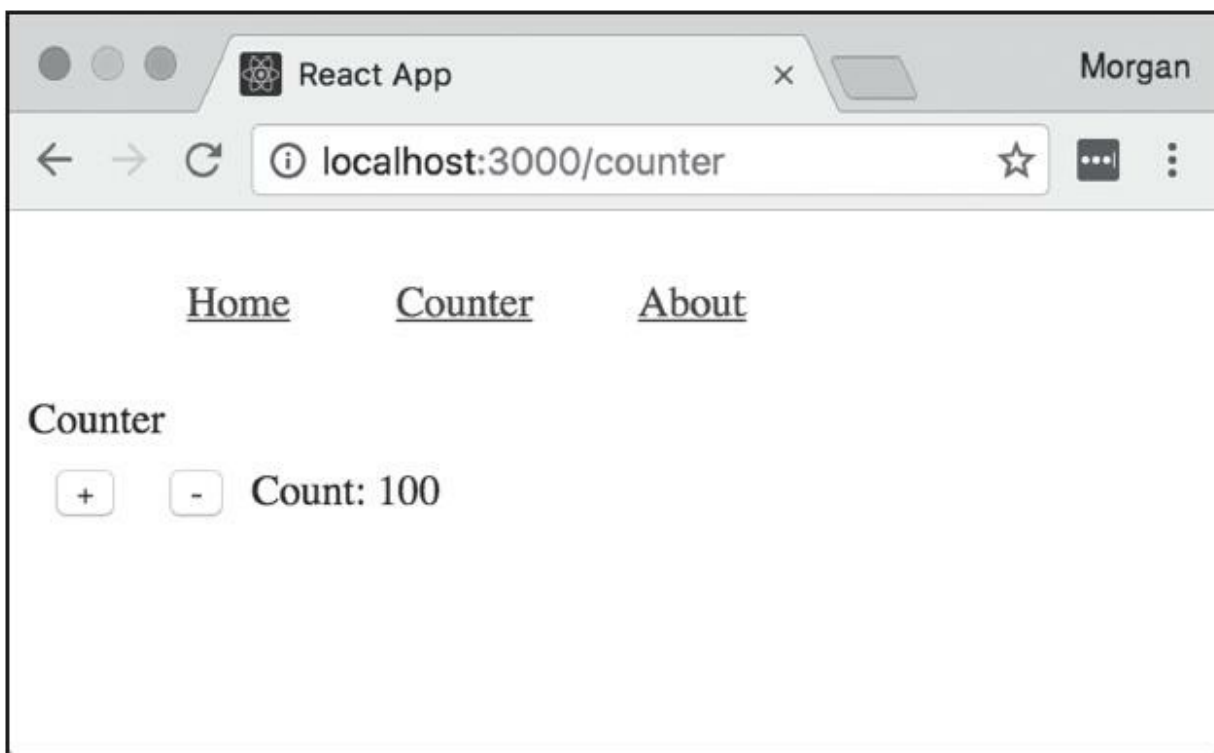 React App × Morgan
localhost:3000/counter
Home Counter About
Counter
+ - Count: 100